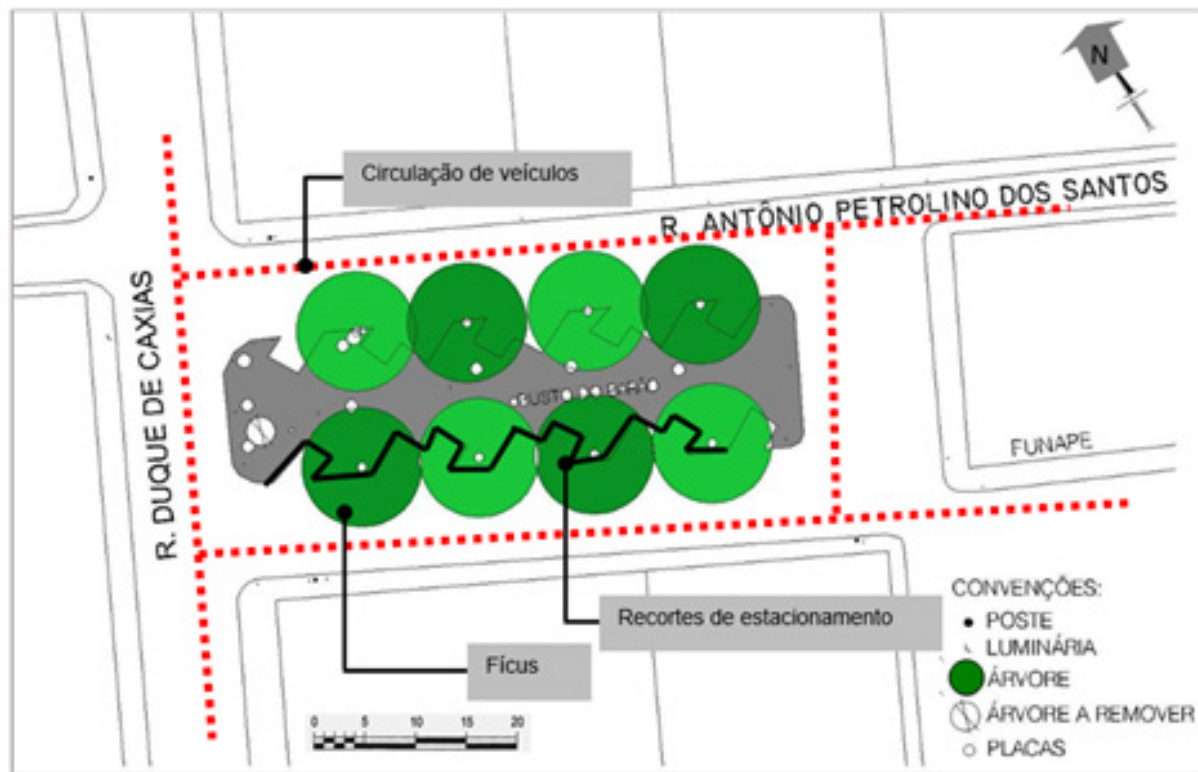 N
Circulação de veículos
R. ANTÔNIO PETROLINO DOS SANTOS
R. DUQUE DE CAXIAS
FUNAPE
Recortes de estacionamento
Fícus
CONVENÇÕES:
POSTE
LUMINÁRIA
ÁRVORE
ÁRVORE A REMOVER
PLACAS
0 5 10 15 20